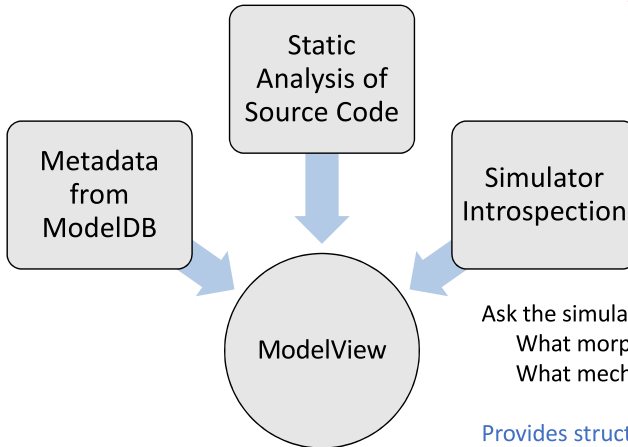 Static
Analysis of
Source Code
Metadata
from
ModelDB
Simulator
Introspection
ModelView
Ask the simula
What morp
What mech
Provides struct